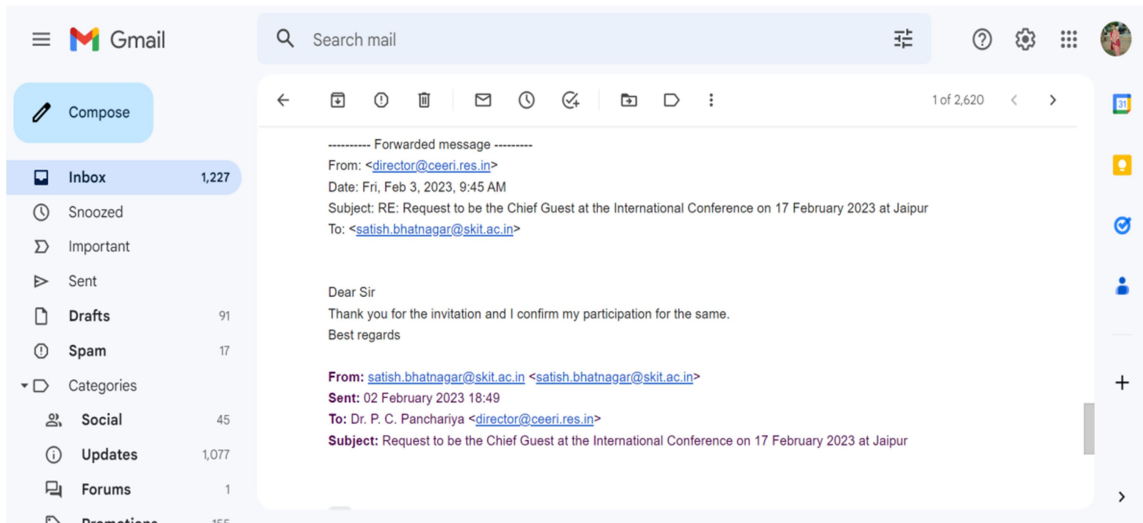 Gmail
Search mail
Compose
1 of 2,620
Inbox 1,227
Snoozed
Important
Sent
Drafts 91
Spam 17
Categories
Social 45
Updates 1,077
Forums 1
Promotions 155
---------- Forwarded message ---------
From: <director@ceeri.res.in>
Date: Fri, Feb 3, 2023, 9:45 AM
Subject: RE: Request to be the Chief Guest at the International Conference on 17 February 2023 at Jaipur
To: <satish.bhatnagar@skit.ac.in>
Dear Sir
Thank you for the invitation and I confirm my participation for the same.
Best regards
From: satish.bhatnagar@skit.ac.in <satish.bhatnagar@skit.ac.in>
Sent: 02 February 2023 18:49
To: Dr. P. C. Panchariya <director@ceeri.res.in>
Subject: Request to be the Chief Guest at the International Conference on 17 February 2023 at Jaipur
31